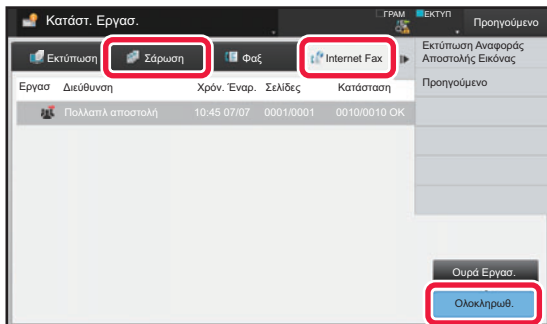 Κατάστ. Εργασ.
ΓΡΑΜ
ΕΚΤΥΠ
Προηγούμενο
Εκτύπωση
Σάρωση
Φαξ
Internet Fax
Εκτύπωση Αναφοράς
Αποστολής Εικόνας
Εργασ Διεύθυνση Χρόν. Έναρ. Σελίδες Κατάσταση
Προηγούμενο
Πολλαπλ αποστολή 10:45 07/07 0001/0001 0010/0010 OK
Ουρά Εργασ.
Ολοκληρωθ.